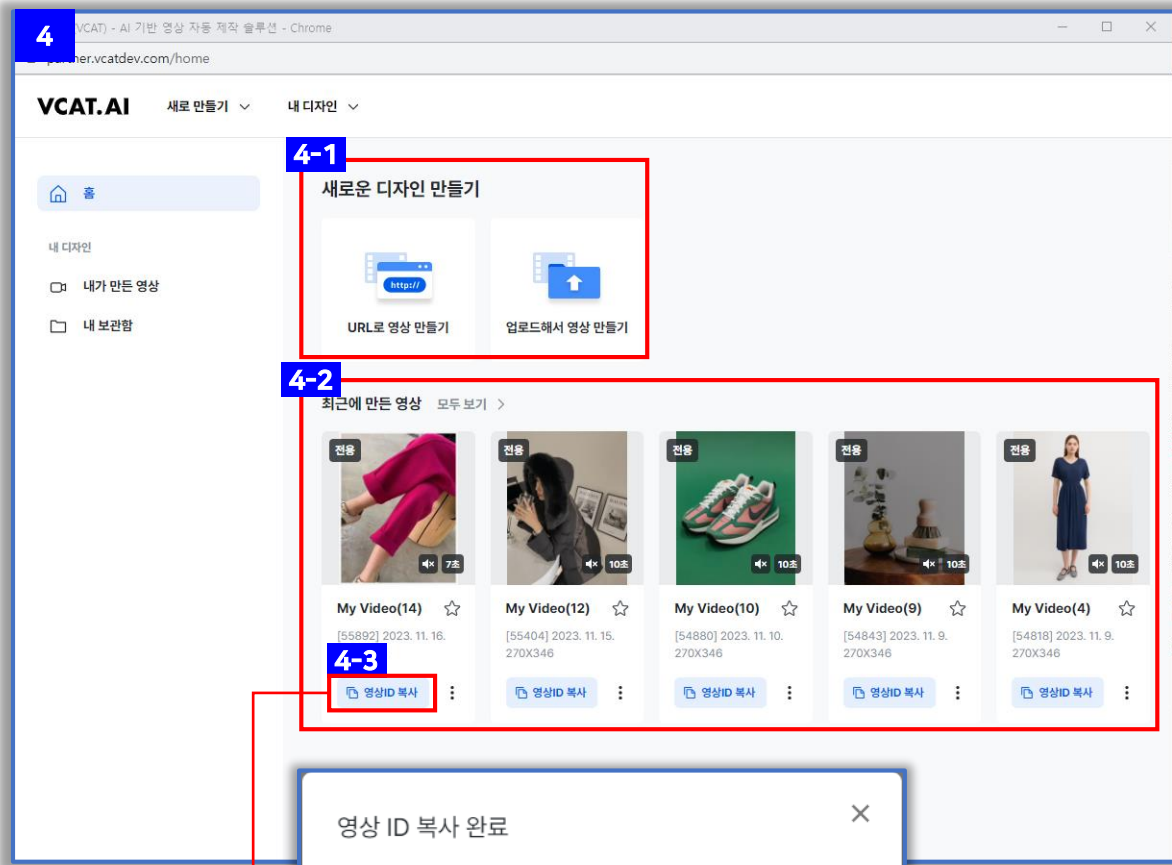 4
VCAT) - AI 기반 영상 자동 제작 솔루션 - Chrome
partner.vcatdev.com/home
VCAT.AI 새로 만들기 내 디자인
홈
내 디자인
내가 만든 영상
내 보관함
4-1
새로운 디자인 만들기
http://
URL로 영상 만들기 업로드해서 영상 만들기
4-2
최근에 만든 영상 모두 보기
전용 전용 전용 전용 전용
7초 10초 10초 10초 10초
My Video(14) My Video(12) My Video(10) My Video(9) My Video(4)
[55892] 2023. 11. 16. [55404] 2023. 11. 15. [54880] 2023. 11. 10. [54843] 2023. 11. 9. [54818] 2023. 11. 9.
270X346 270X346 270X346 270X346
4-3
영상ID 복사 영상ID 복사 영상ID 복사 영상ID 복사 영상ID 복사
영상 ID 복사 완료